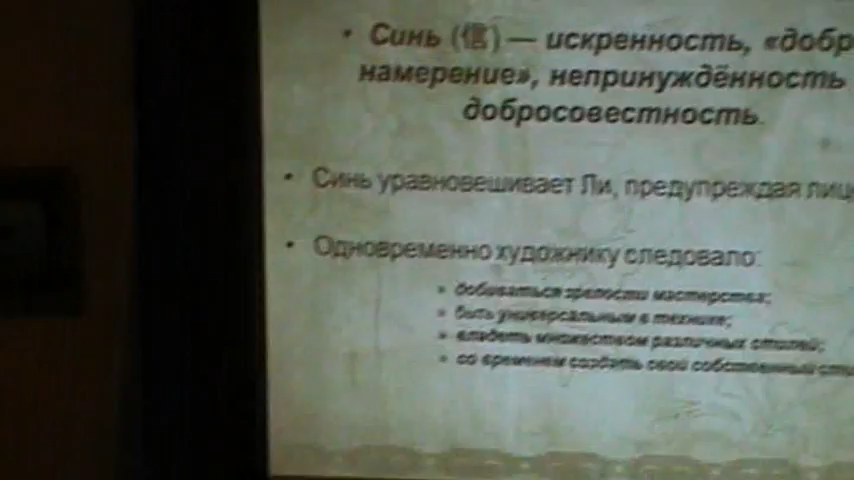 • Синь (信) — искренность, «добр
намерение», непринуждённость
добросовестность.
• Синь уравновешивает Ли, предупреждая лиц
• Одновременно художнику следовало:
» добиваться зрелости мастерства;
» быть универсальным в технике;
» владеть множеством различных стилей;
» со временем создать свой собственный сти